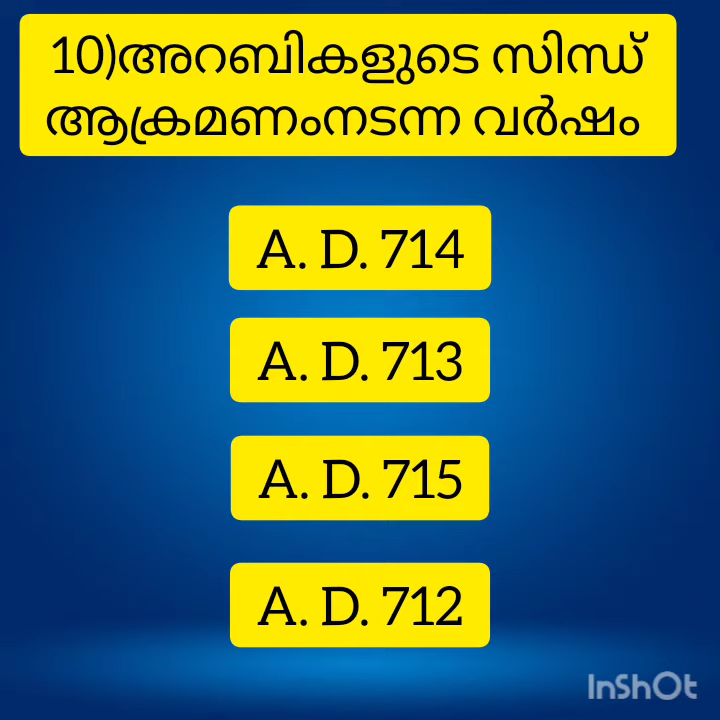 10)അറബികളുടെ സിന്ധ്
ആക്രമണംനടന്ന വർഷം
A. D. 714
A. D. 713
A. D. 715
A. D. 712
InShOt